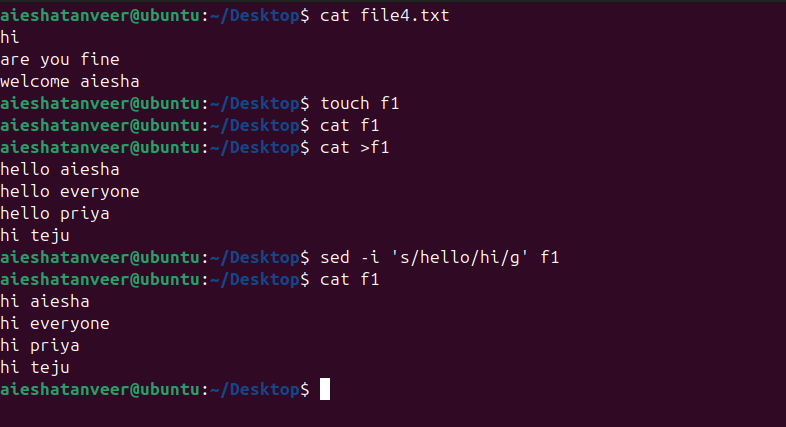 aieshatanveer@ubuntu:~/Desktop$ cat file4.txt
hi
are you fine
welcome aiesha
aieshatanveer@ubuntu:~/Desktop$ touch f1
aieshatanveer@ubuntu:~/Desktop$ cat f1
aieshatanveer@ubuntu:~/Desktop$ cat >f1
hello aiesha
hello everyone
hello priya
hi teju
aieshatanveer@ubuntu:~/Desktop$ sed -i 's/hello/hi/g' f1
aieshatanveer@ubuntu:~/Desktop$ cat f1
hi aiesha
hi everyone
hi priya
hi teju
aieshatanveer@ubuntu:~/Desktop$